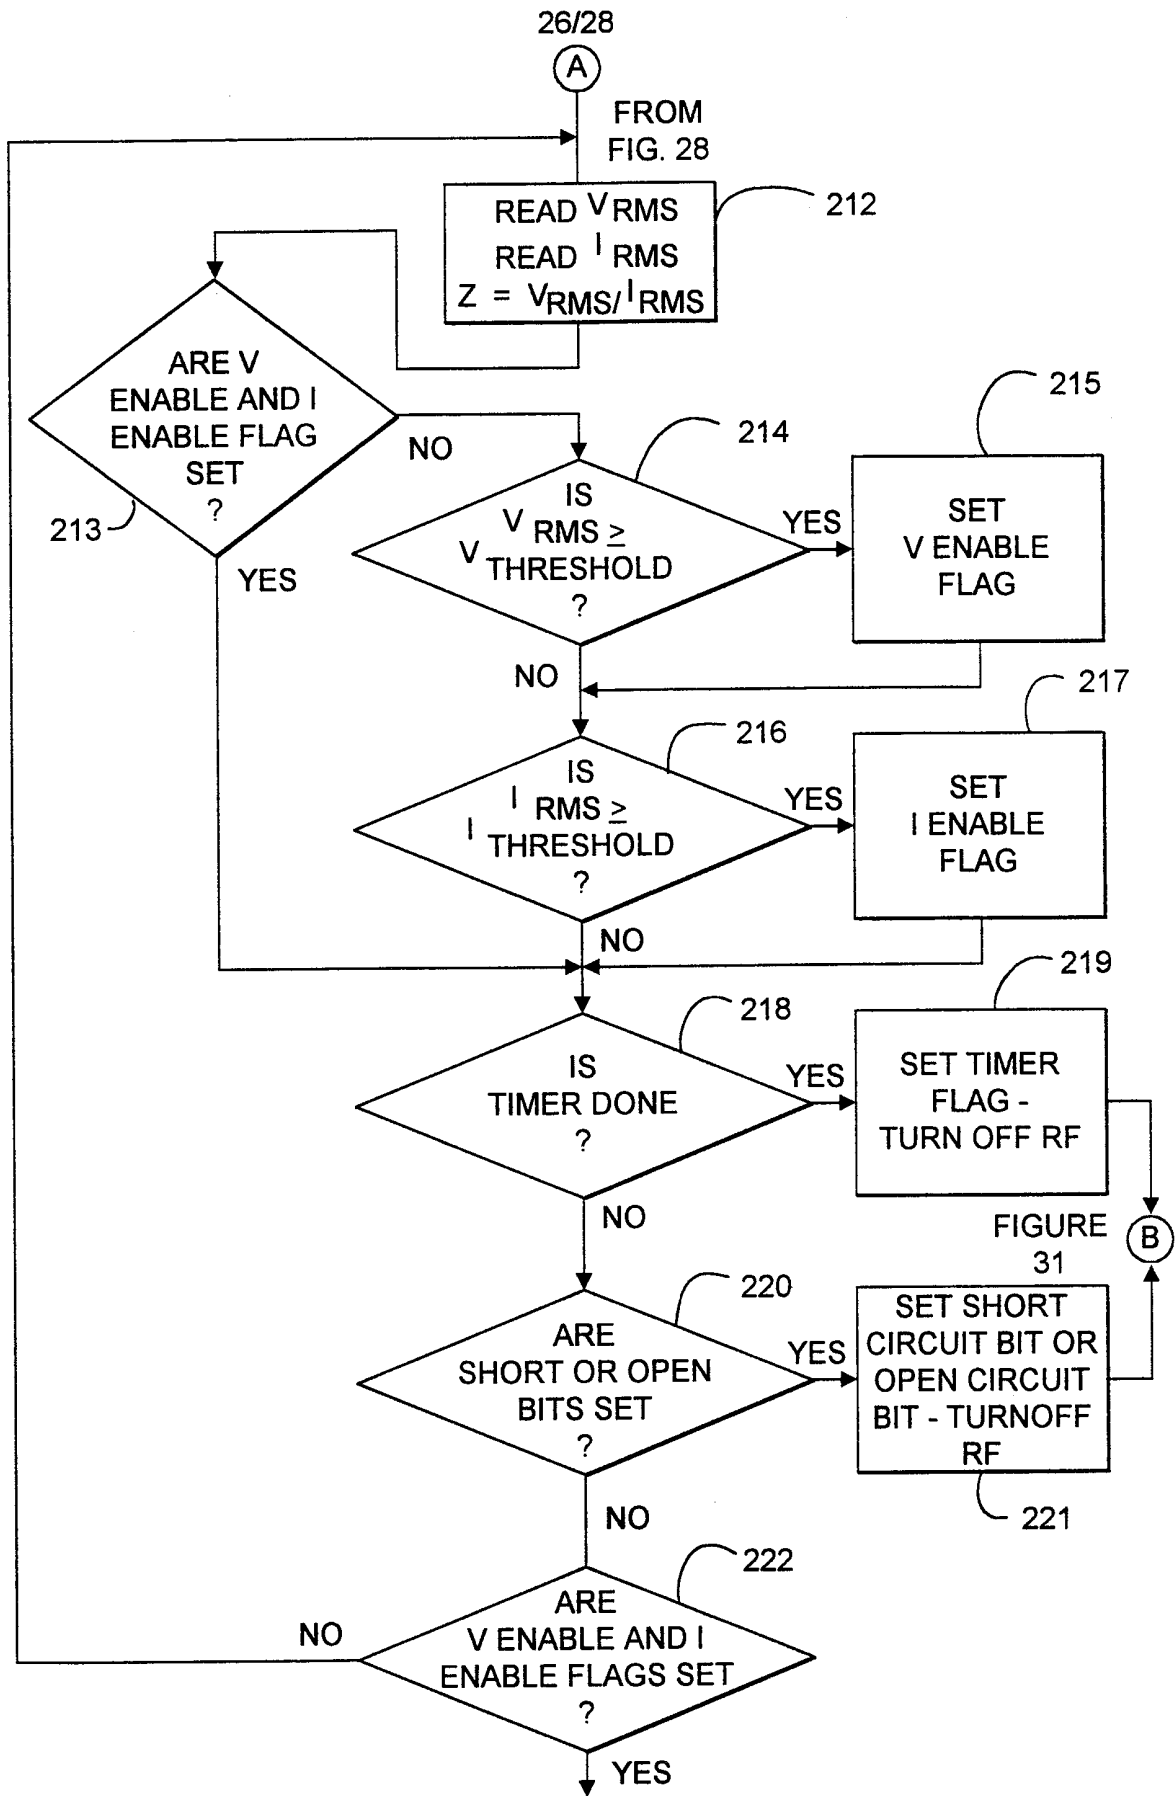 26/28
A
FROM
FIG. 28
READ V RMS
READ I RMS
Z = VRMS/IRMS
212
ARE V
ENABLE AND I
ENABLE FLAG
SET
?
213
NO
YES
IS
V RMS ≥
V THRESHOLD
?
214
YES
NO
SET
V ENABLE
FLAG
215
IS
I RMS ≥
I THRESHOLD
?
216
YES
NO
SET
I ENABLE
FLAG
217
IS
TIMER DONE
?
218
YES
NO
SET TIMER
FLAG -
TURN OFF RF
219
FIGURE
31
B
ARE
SHORT OR OPEN
BITS SET
?
220
YES
NO
SET SHORT
CIRCUIT BIT OR
OPEN CIRCUIT
BIT - TURNOFF
RF
221
ARE
V ENABLE AND I
ENABLE FLAGS SET
?
222
NO
YES